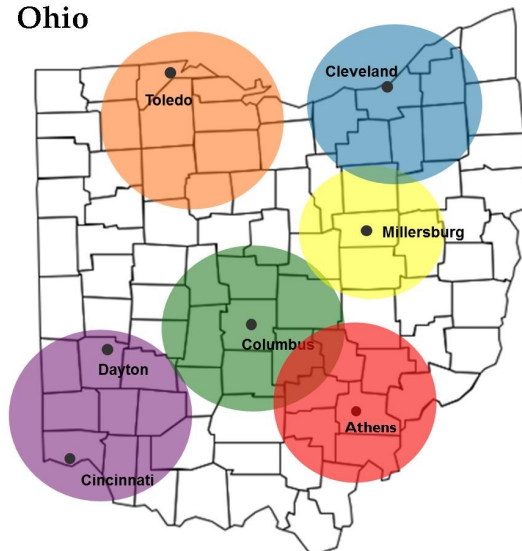 Ohio
Cleveland
Toledo
Millersburg
Columbus
Dayton
Athens
Cincinnati